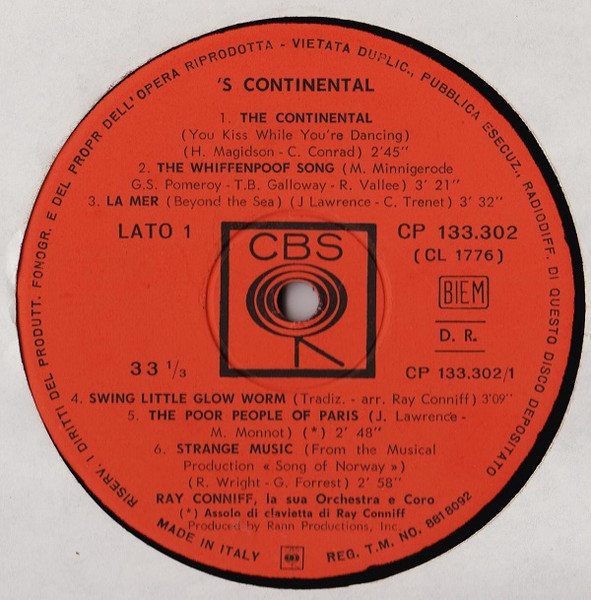 RISERV. I DIRITTI DEL PRODUTT. FONOGR. E DEL PROPR DELL'OPERA RIPRODOTTA - VIETATA DUPLIC., PUBBLICA ESECUZ., RADIODIFF. DI QUESTO DISCO DEPOSITATO
'S CONTINENTAL
1. THE CONTINENTAL
(You Kiss While You're Dancing)
(H. Magidson - C. Conrad) 2'45"
2. THE WHIFFENPOOF SONG (M. Minnigerode
G.S. Pomeroy - T.B. Galloway - R. Vallee) 3' 21"
3. LA MER (Beyond the Sea) (J Lawrence - C. Trenet) 3' 32"
LATO 1
CBS
CP 133.302
(CL 1776)
BIEM
D. R.
33 1/3
CP 133.302/1
4. SWING LITTLE GLOW WORM (Tradiz. - arr. Ray Conniff) 3'09"
5. THE POOR PEOPLE OF PARIS (J. Lawrence -
M. Monnot) (*) 2' 48"
6. STRANGE MUSIC (From the Musical
Production « Song of Norway »)
(R. Wright - G. Forrest) 2' 58"
RAY CONNIFF, la sua Orchestra e Coro
(*) Assolo di clavietta di Ray Conniff
Produced by Rann Productions, Inc.
MADE IN ITALY
REG. T.M. NO. 8818092